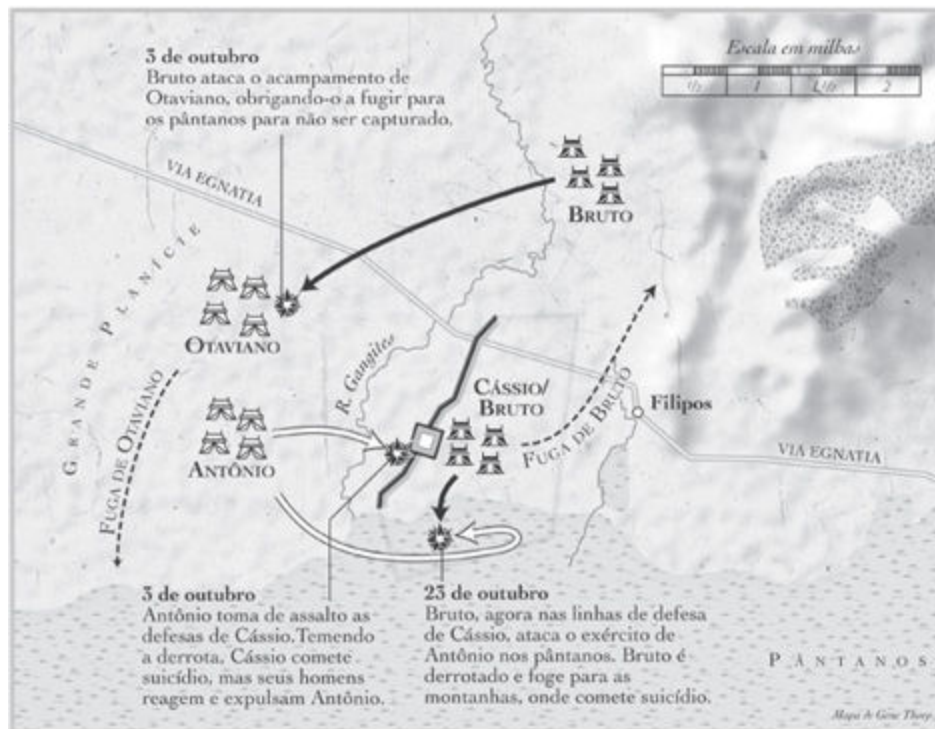 3 de outubro
Bruto ataca o acampamento de
Otaviano, obrigando-o a fugir para
os pântanos para não ser capturado.
Escala em milhas
1/2 1 1,1/2 2
VIA EGNATIA
BRUTO
GRANDE PLANÍCIE
OTAVIANO
R. Gangites
CÁSSIO/
BRUTO
Filipos
FUGA DE BRUTO
FUGA DE OTAVIANO
ANTÔNIO
VIA EGNATIA
3 de outubro
Antônio toma de assalto as
defesas de Cássio.Temendo
a derrota, Cássio comete
suicídio, mas seus homens
reagem e expulsam Antônio.
23 de outubro
Bruto, agora nas linhas de defesa
de Cássio, ataca o exército de
Antônio nos pântanos. Bruto é
derrotado e foge para as
montanhas, onde comete suicídio.
PÂNTANOS
Mapa de Gene Thorp